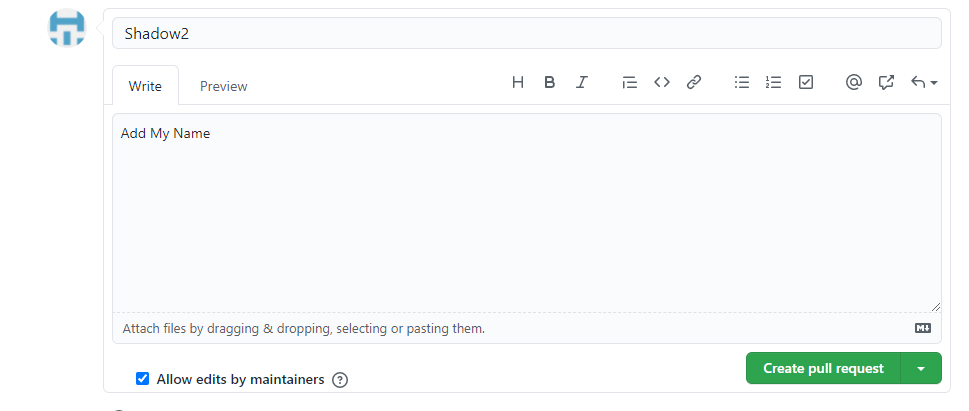 Shadow2
Write Preview H B I
Add My Name
Attach files by dragging & dropping, selecting or pasting them.
Allow edits by maintainers
Create pull request